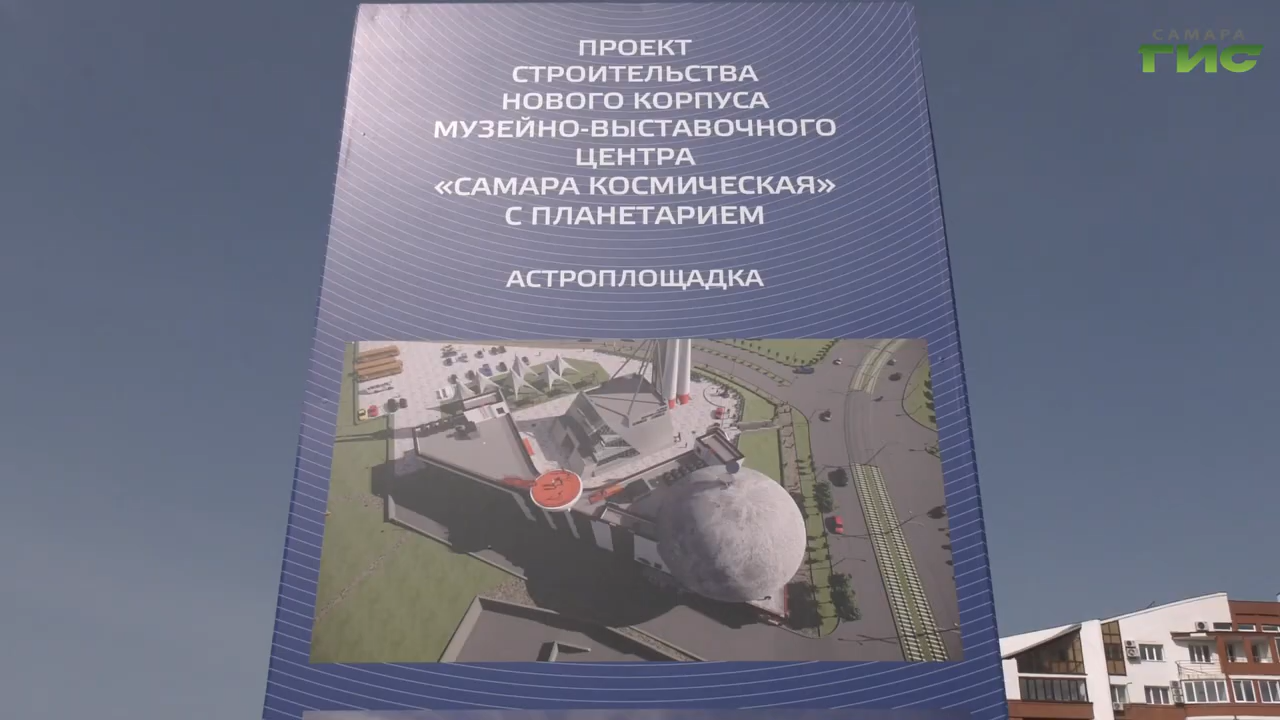 САМАРА
ГИС
ПРОЕКТ
СТРОИТЕЛЬСТВА
НОВОГО КОРПУСА
МУЗЕЙНО-ВЫСТАВОЧНОГО
ЦЕНТРА
«САМАРА КОСМИЧЕСКАЯ»
С ПЛАНЕТАРИЕМ
АСТРОПЛОЩАДКА